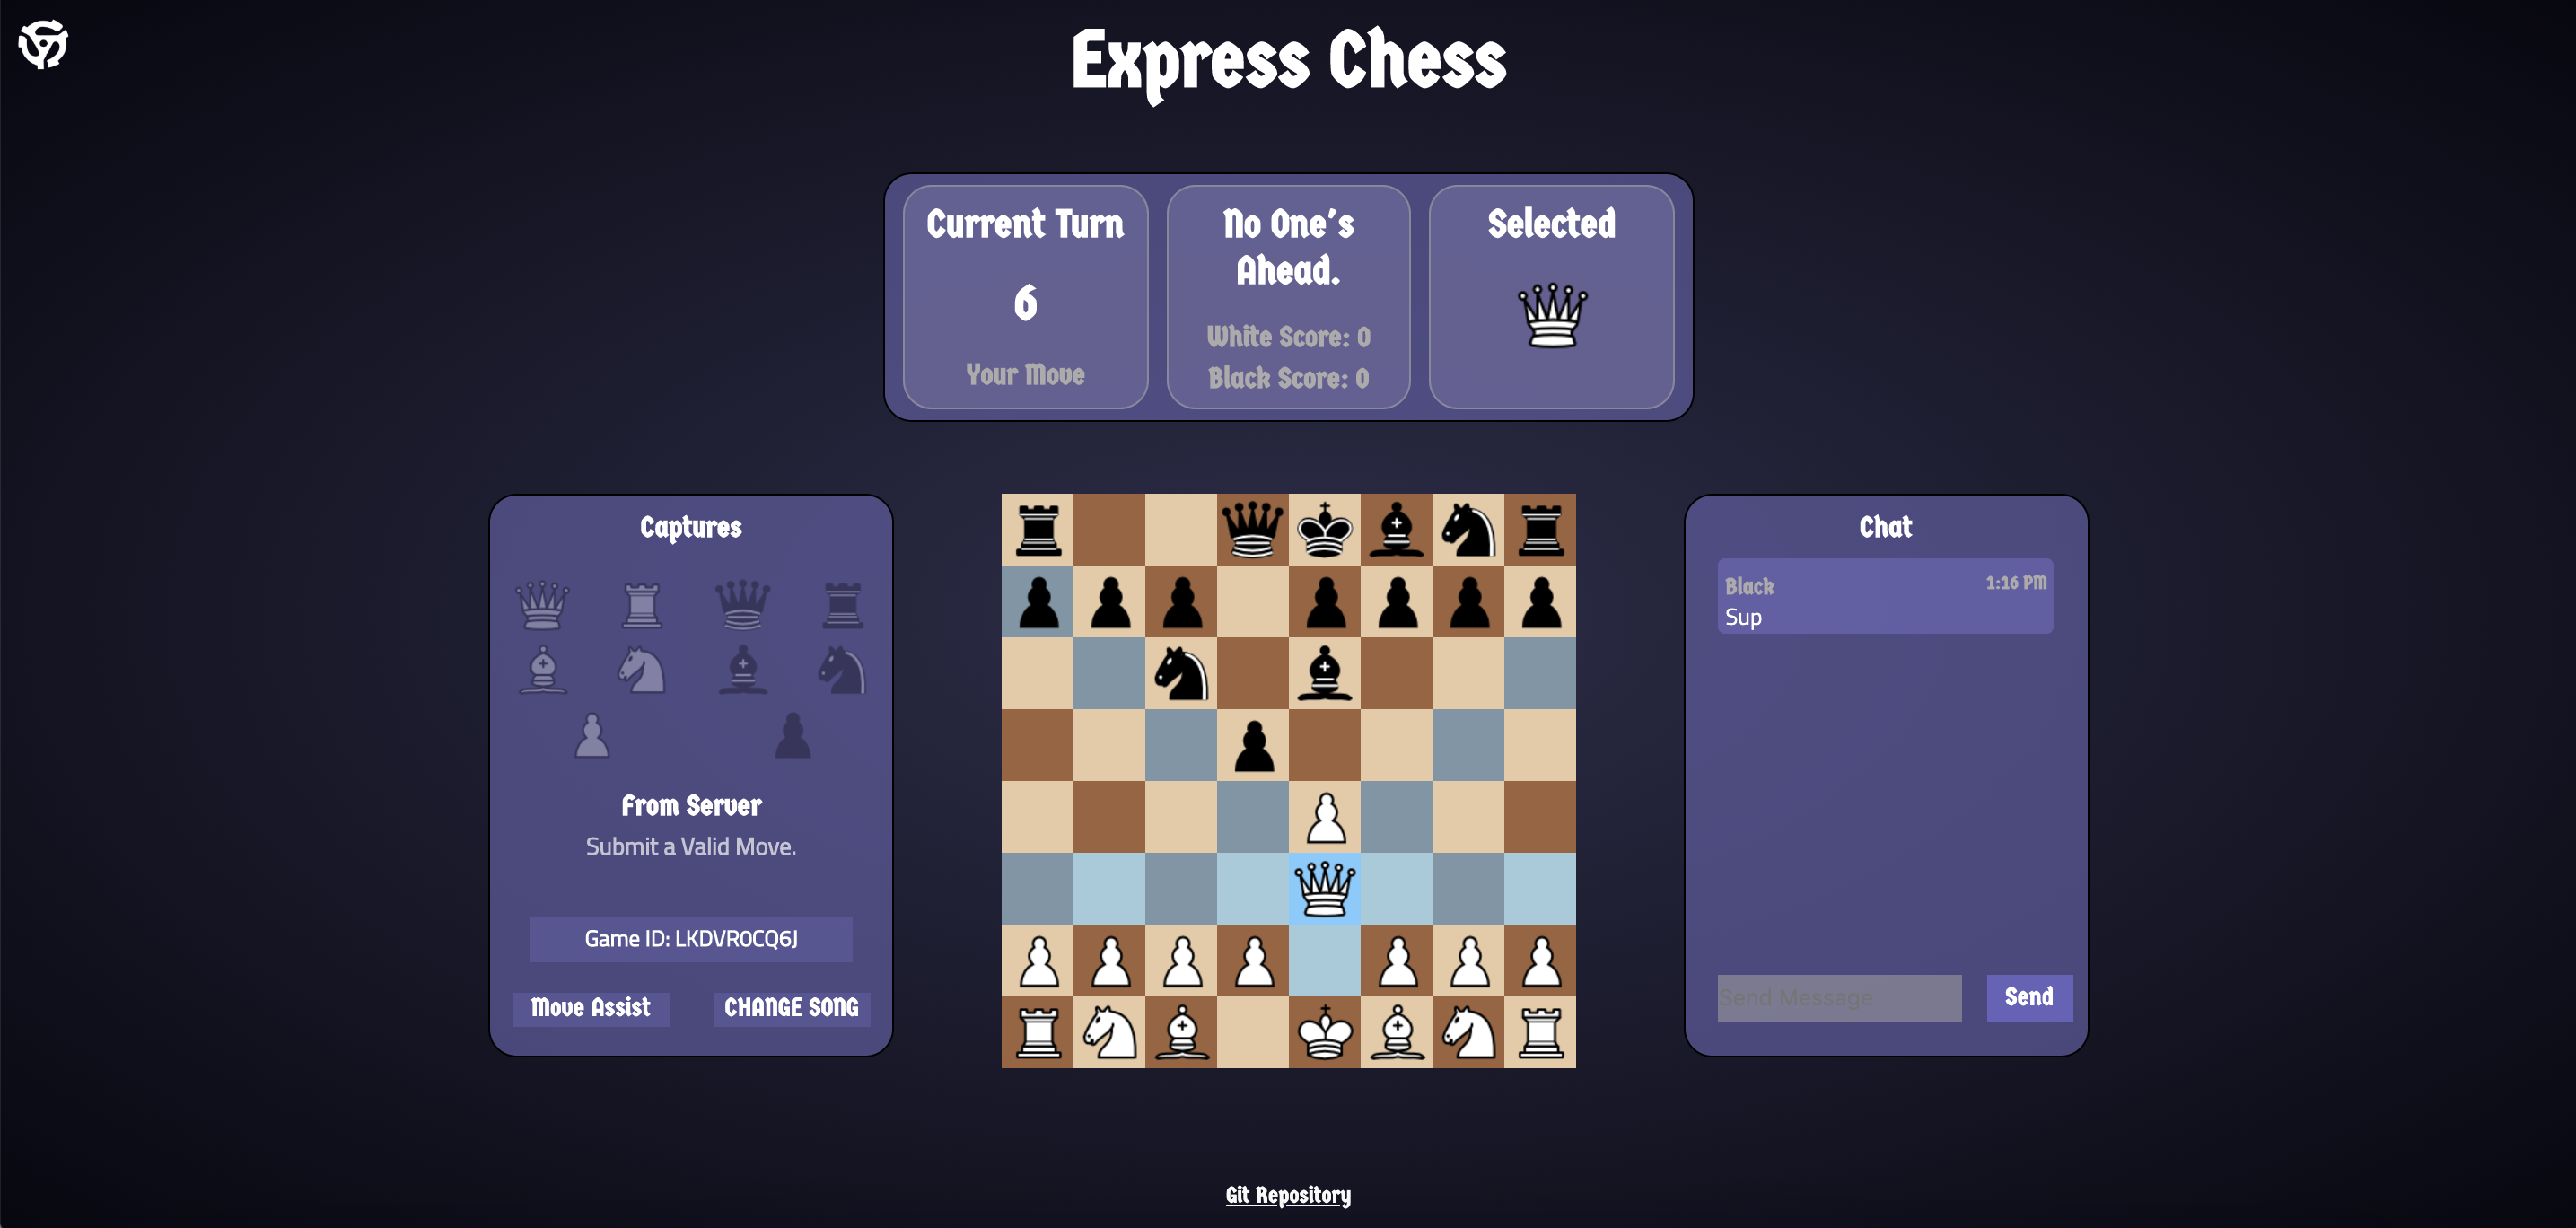 Express Chess
Current Turn
6
Your Move
No One's
Ahead.
White Score: 0
Black Score: 0
Selected
Captures
From Server
Submit a Valid Move.
Game ID: LKDVR0CQ6J
Move Assist
CHANGE SONG
Chat
Black
1:16 PM
Sup
Send Message
Send
Git Repository